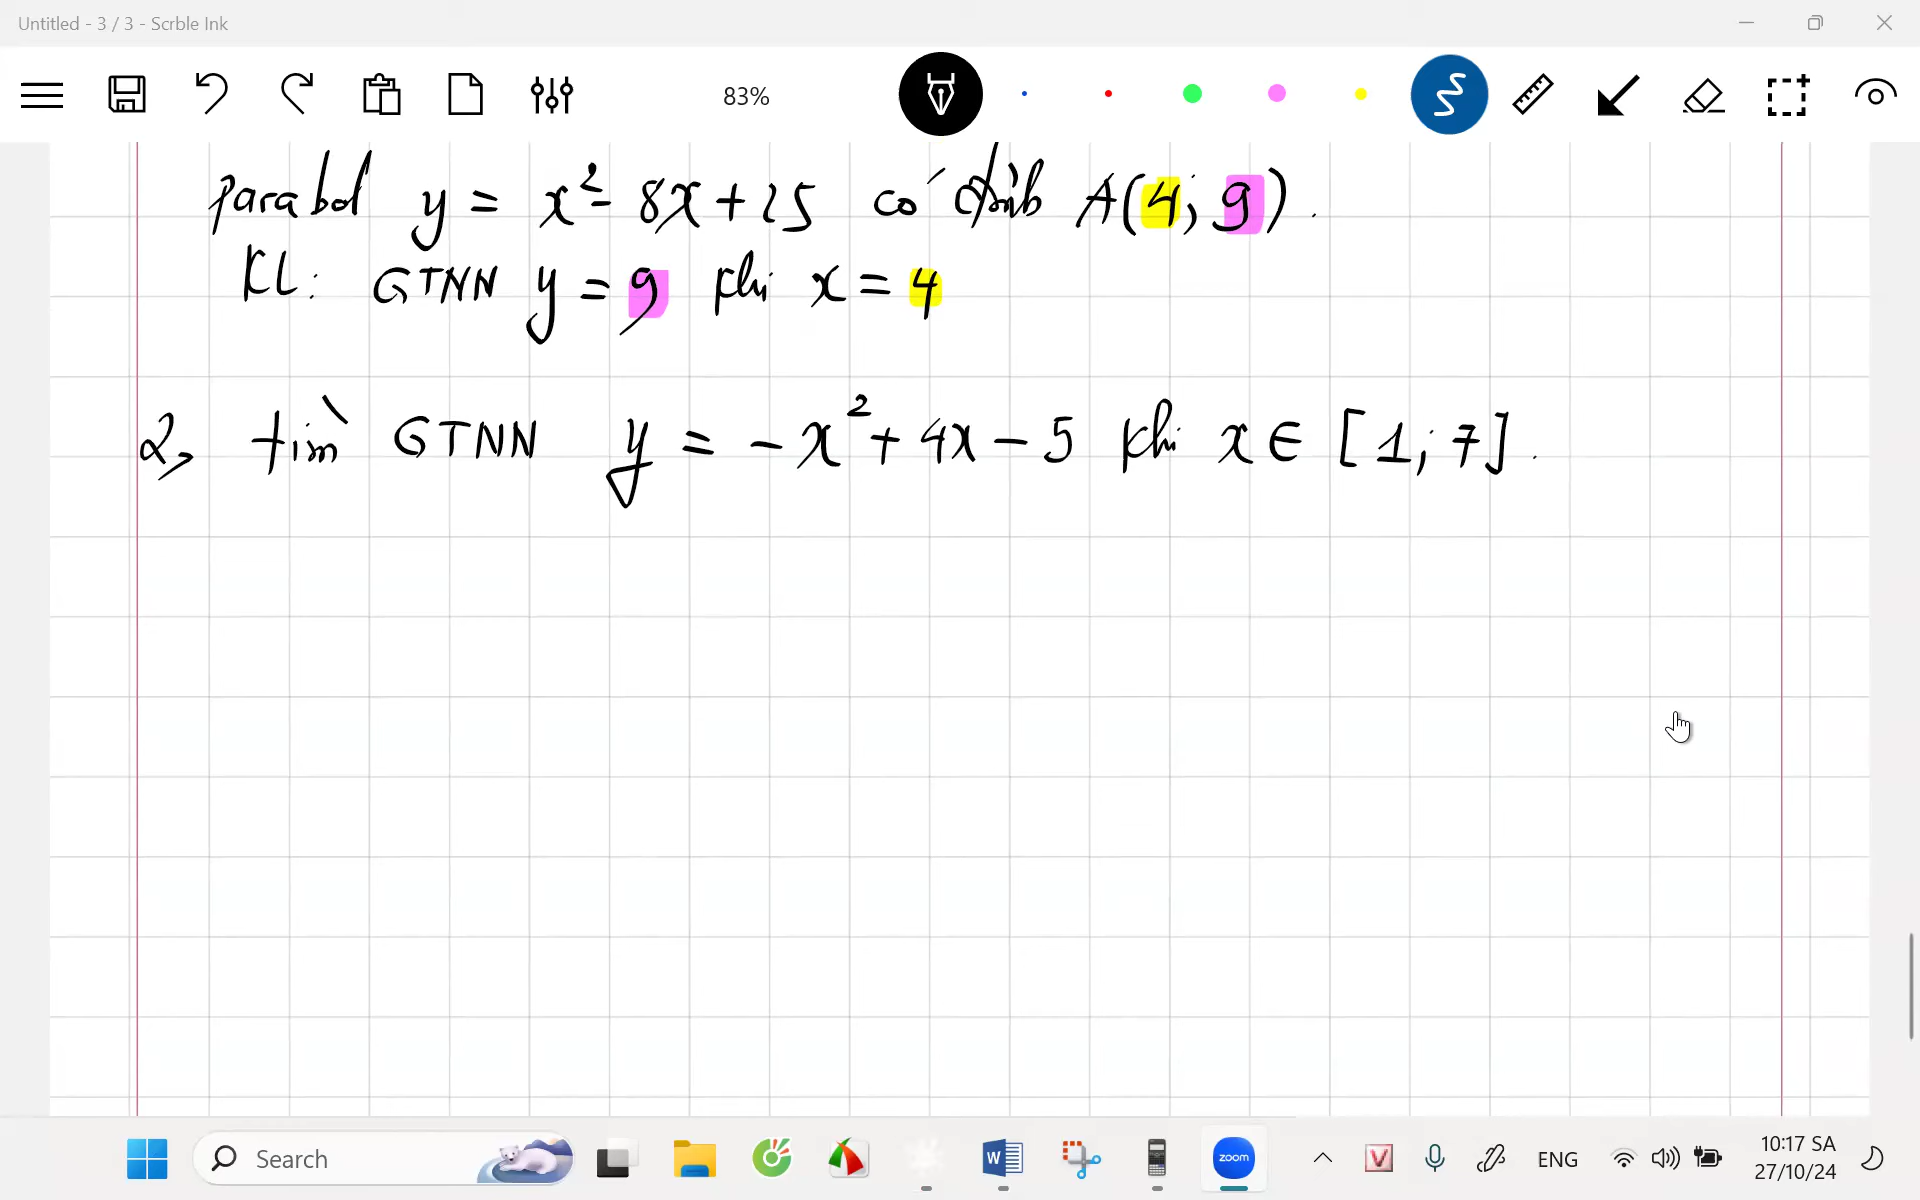 Untitled - 3 / 3 - Scrble Ink
83%
parabol y = x² - 8x + 25 có đỉnh A(4; 9).
KL: GTNN y = 9 khi x = 4
2, tìm GTNN y = -x² + 4x - 5 khi x ∈ [1; 7].
Search
W
zoom
V
ENG
10:17 SA
27/10/24